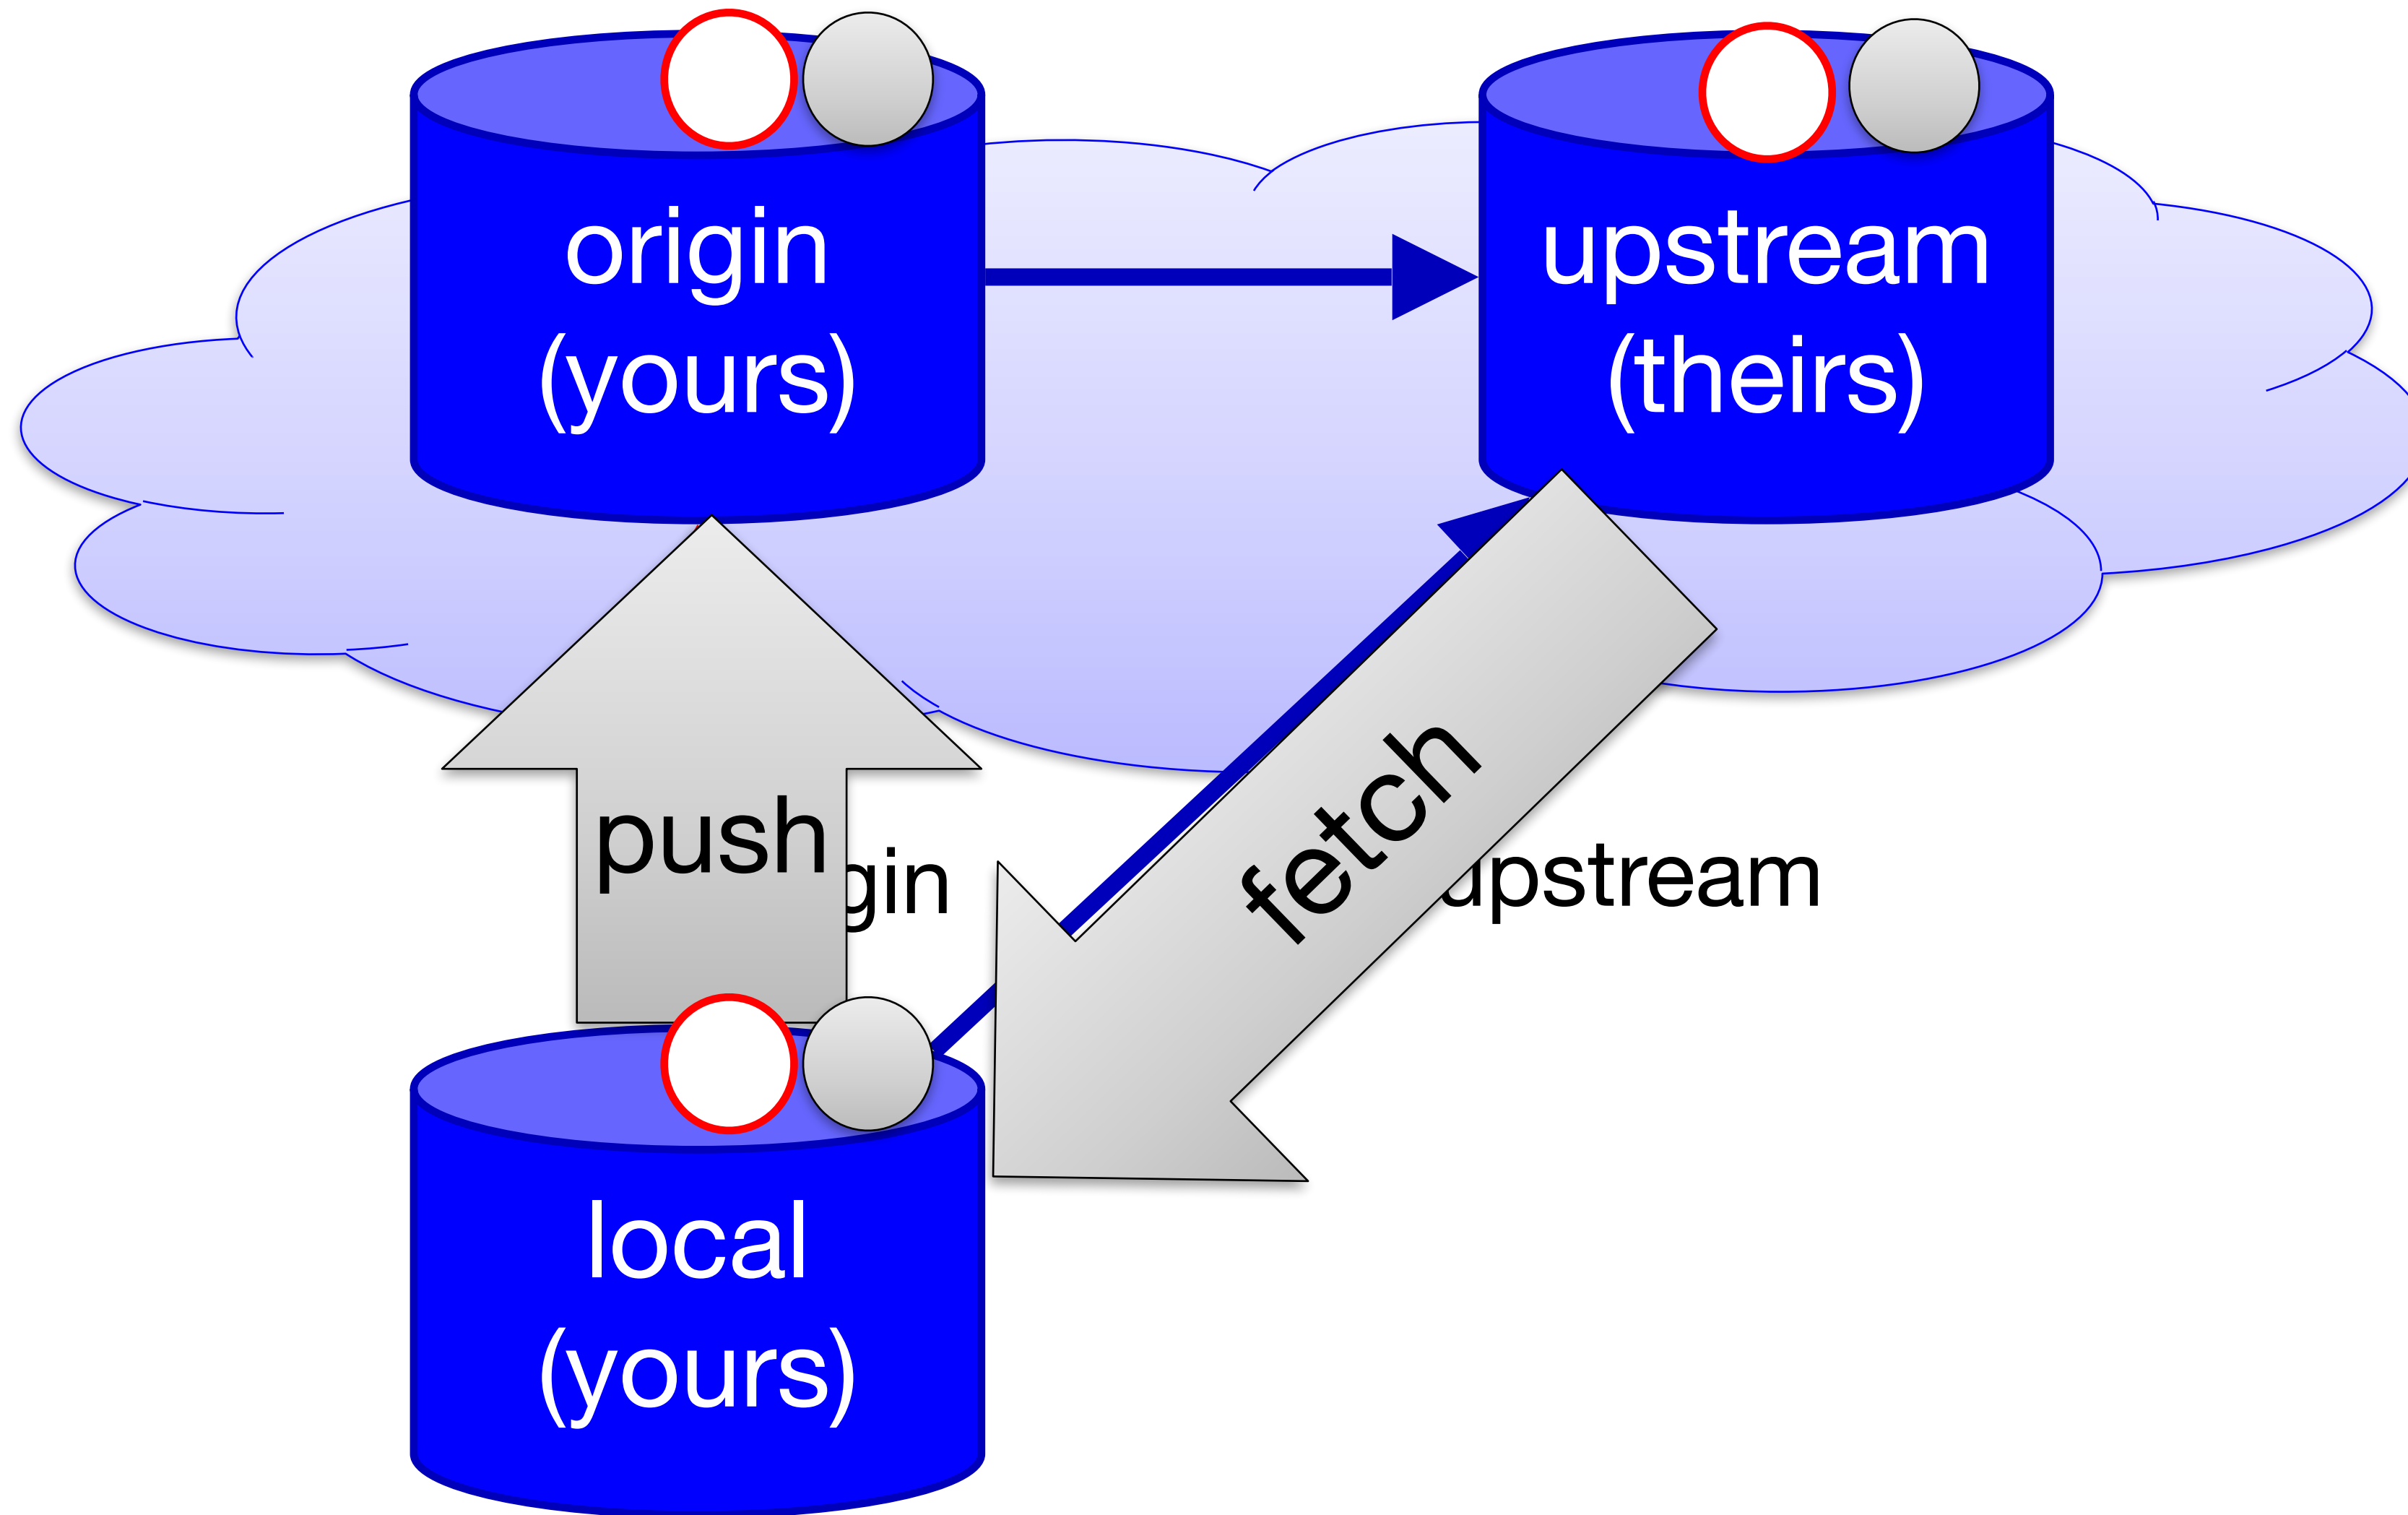 origin
(yours)
upstream
(theirs)
push
gin
fetch
upstream
local
(yours)